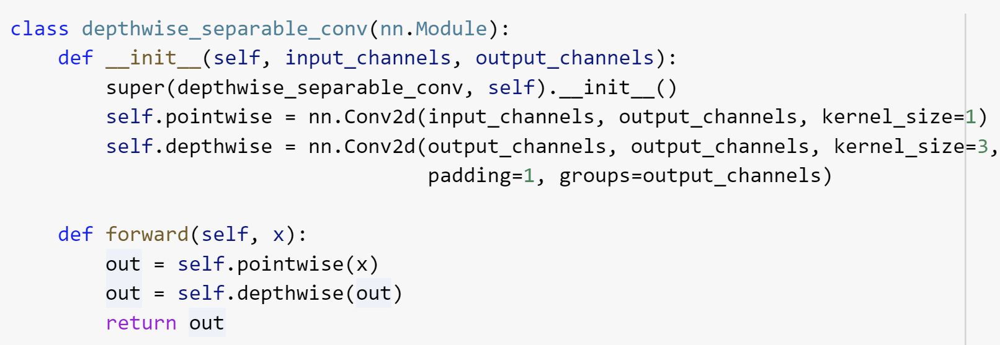 class depthwise_separable_conv(nn.Module):
    def __init__(self, input_channels, output_channels):
        super(depthwise_separable_conv, self).__init__()
        self.pointwise = nn.Conv2d(input_channels, output_channels, kernel_size=1)
        self.depthwise = nn.Conv2d(output_channels, output_channels, kernel_size=3,
                                   padding=1, groups=output_channels)
    def forward(self, x):
        out = self.pointwise(x)
        out = self.depthwise(out)
        return out